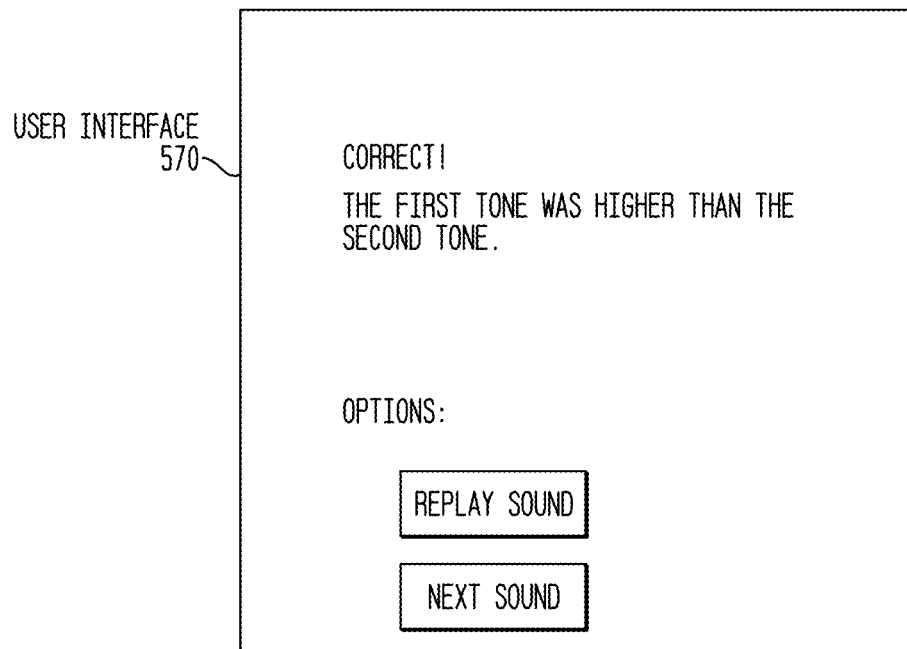 USER INTERFACE
570
CORRECT!
THE FIRST TONE WAS HIGHER THAN THE
SECOND TONE.
OPTIONS:
REPLAY SOUND
NEXT SOUND